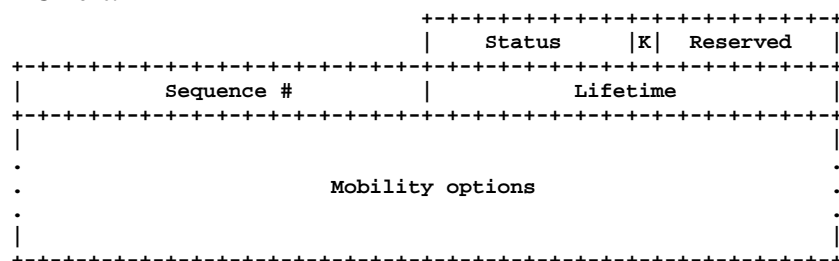 +-+-+-+-+-+-+-+-+-+-+-+-+-+-+-+-+
|    Status     |K|  Reserved   |
+-+-+-+-+-+-+-+-+-+-+-+-+-+-+-+-+-+-+-+-+-+-+-+-+-+-+-+-+-+-+-+-+
|           Sequence #          |           Lifetime            |
+-+-+-+-+-+-+-+-+-+-+-+-+-+-+-+-+-+-+-+-+-+-+-+-+-+-+-+-+-+-+-+-+
|                                                               |
.                                                               .
.                        Mobility options                       .
.                                                               .
|                                                               |
+-+-+-+-+-+-+-+-+-+-+-+-+-+-+-+-+-+-+-+-+-+-+-+-+-+-+-+-+-+-+-+-+